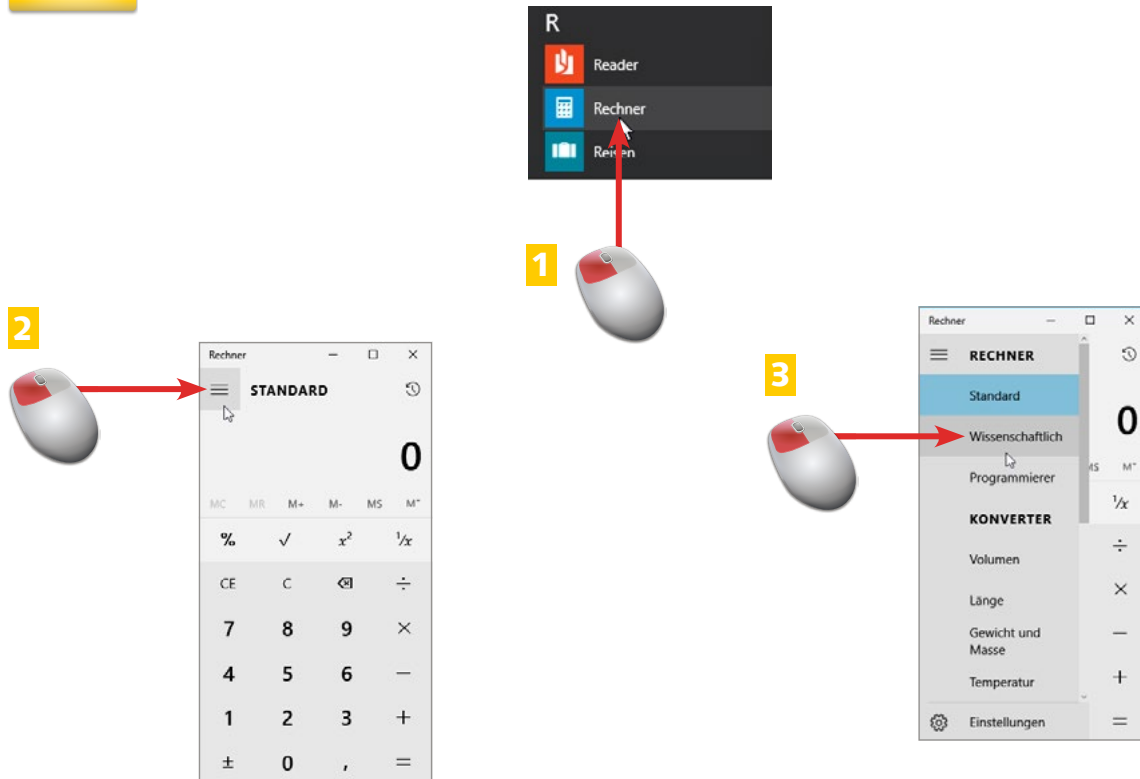 R
Reader
Rechner
Reisen
1
2
Rechner
STANDARD
0
MC MR M+ M- MS M˅
% √ x² ¹/x
CE C ÷
7 8 9 ×
4 5 6 −
1 2 3 +
± 0 , =
3
Rechner
RECHNER
Standard
0
Wissenschaftlich
MS M˅
Programmierer
¹/x
KONVERTER
÷
Volumen
×
Länge
Gewicht und
−
Masse
+
Temperatur
Einstellungen
=